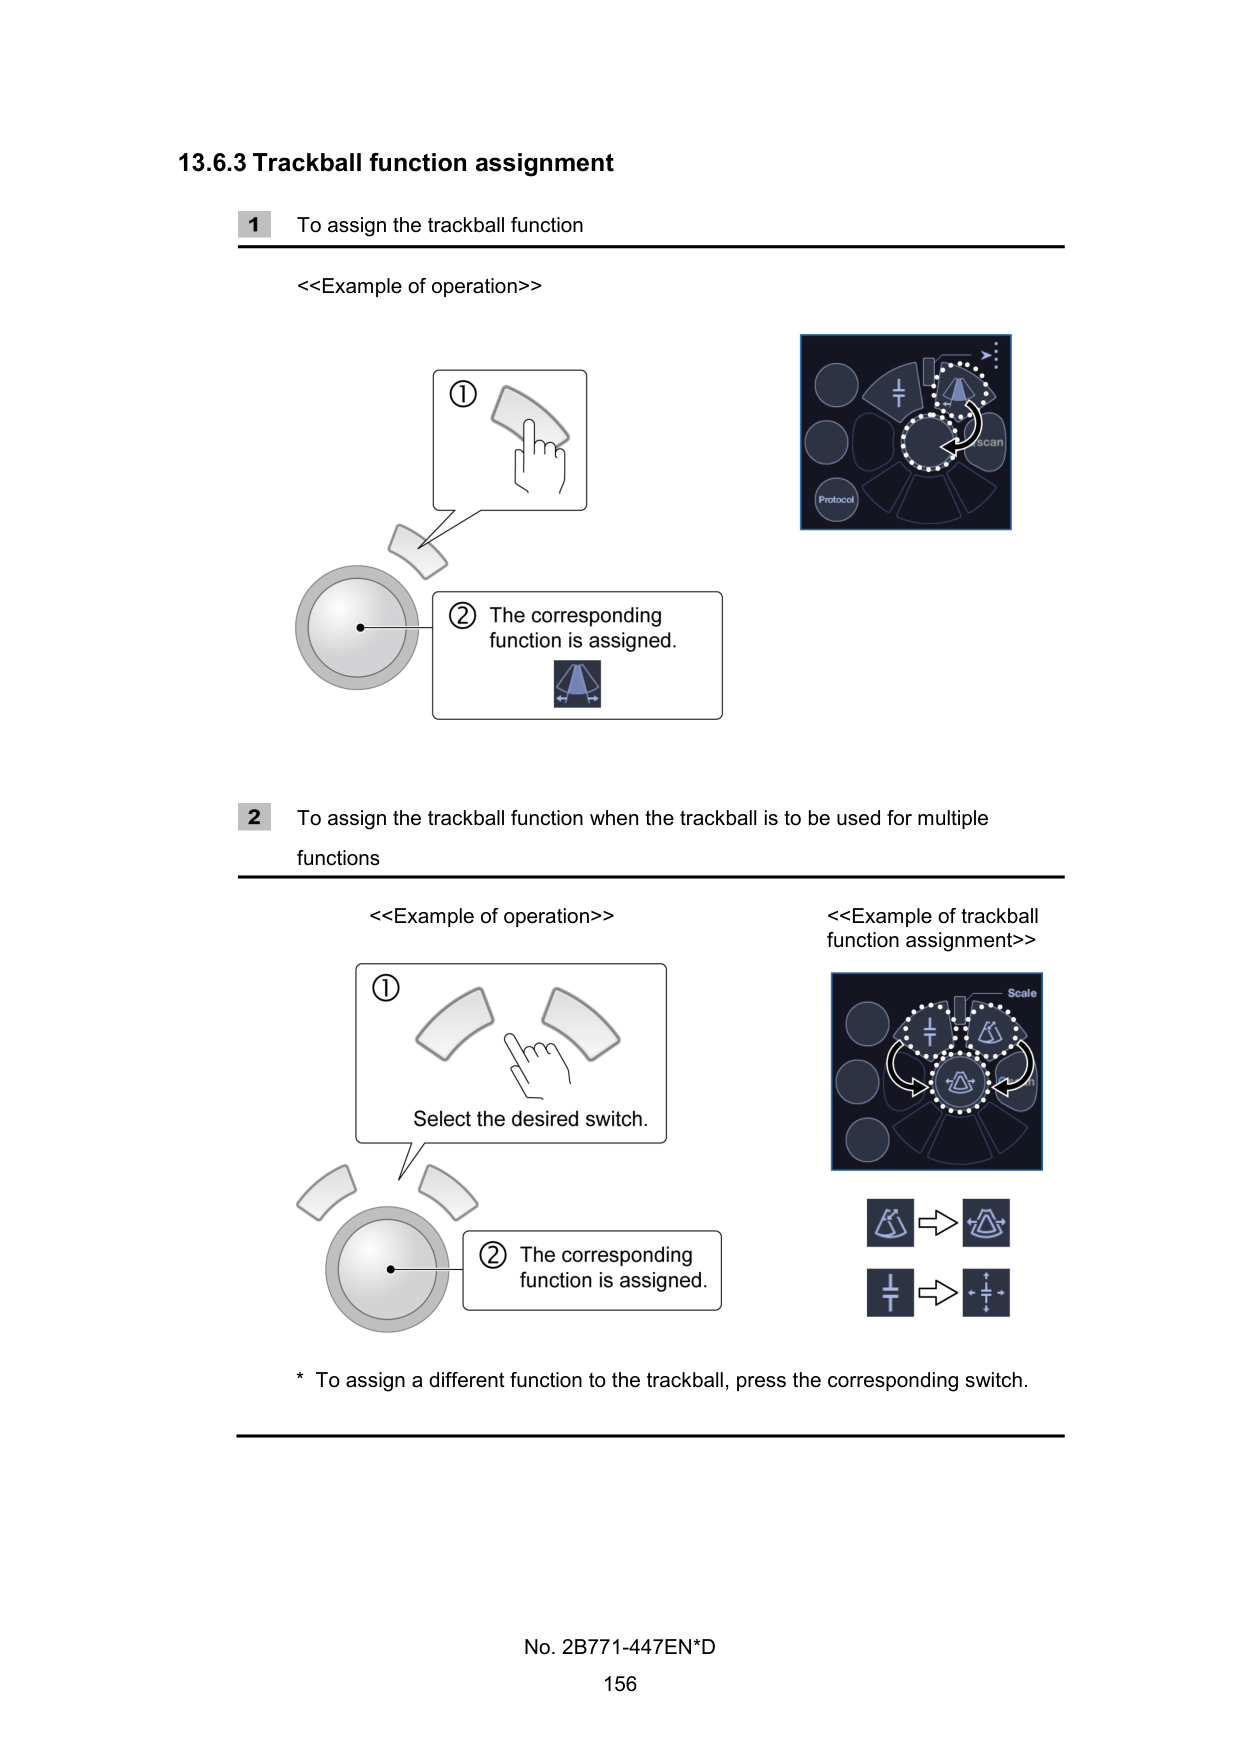 13.6.3 Trackball function assignment
1 To assign the trackball function
<<Example of operation>>
①
scan
Protocol
② The corresponding
function is assigned.
2 To assign the trackball function when the trackball is to be used for multiple
functions
<<Example of operation>>
<<Example of trackball
function assignment>>
①
Select the desired switch.
Scale
② The corresponding
function is assigned.
* To assign a different function to the trackball, press the corresponding switch.
No. 2B771-447EN*D
156